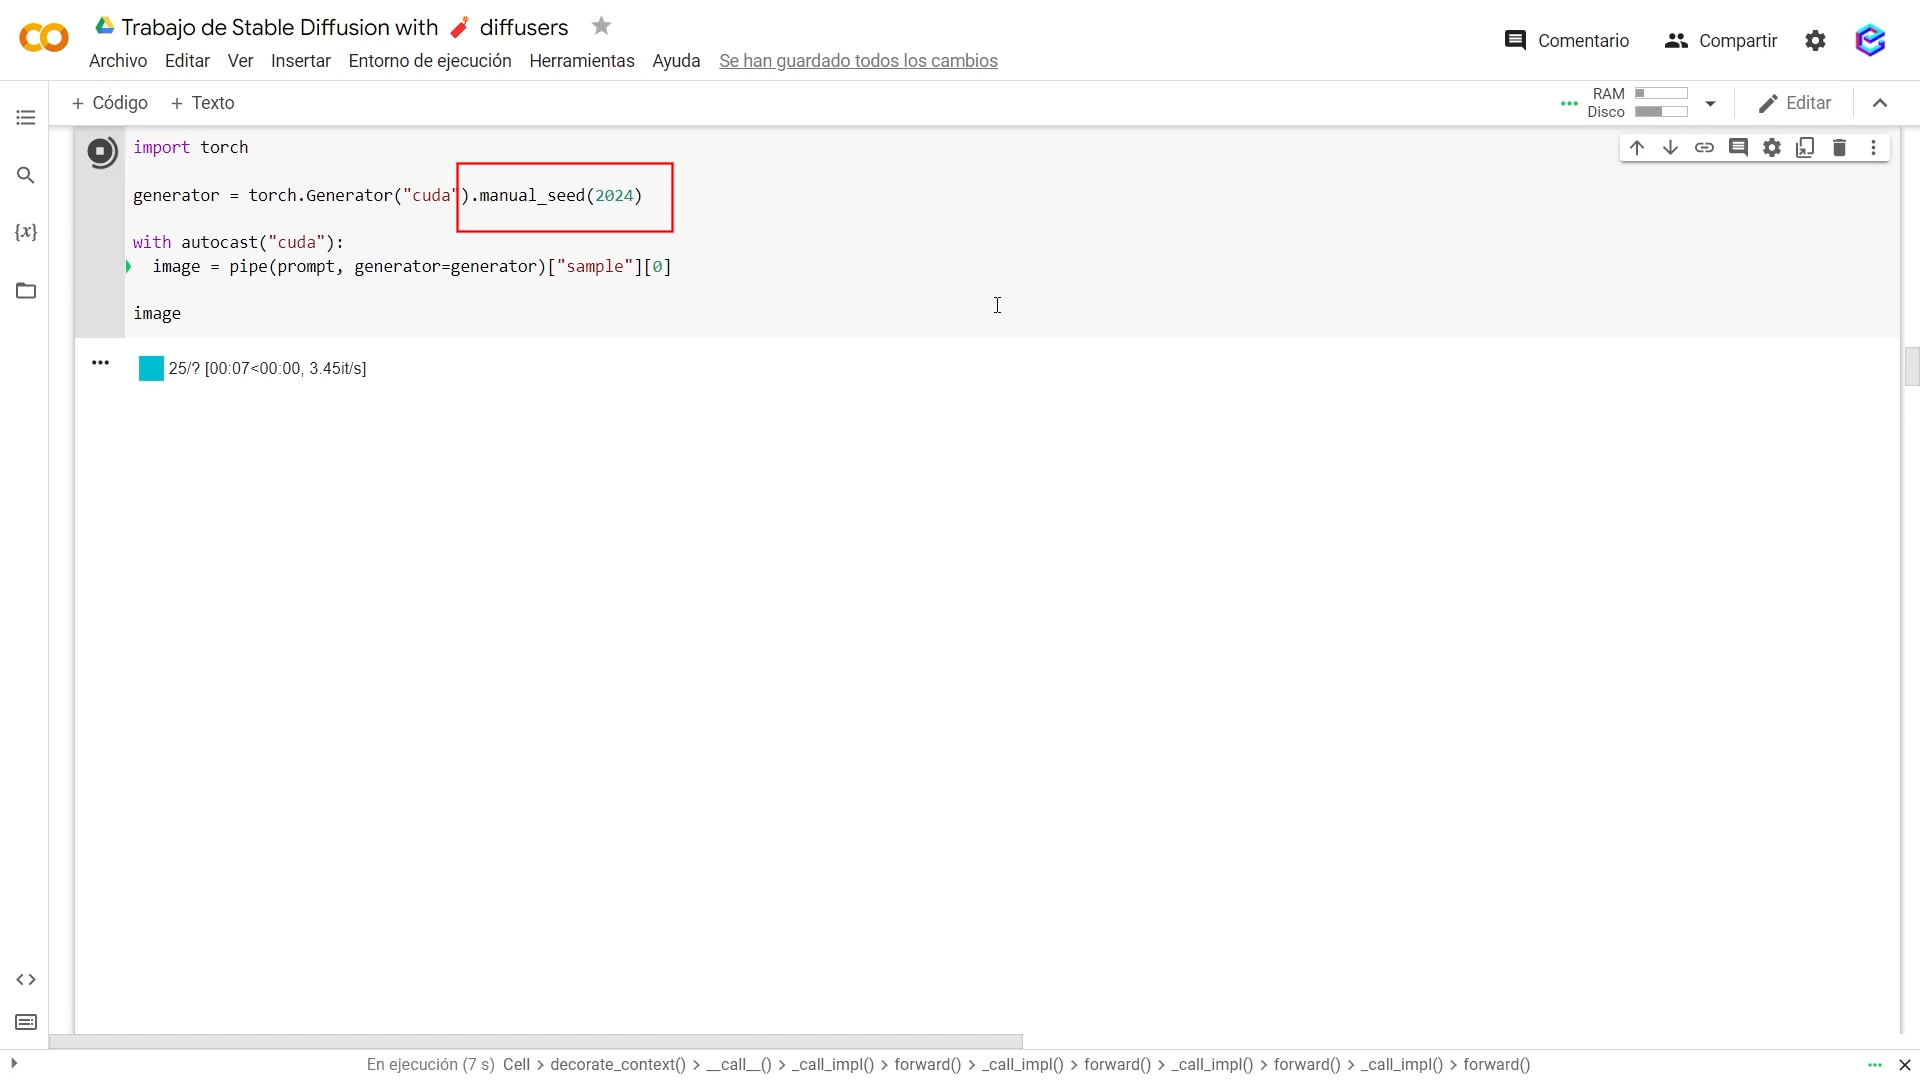 Trabajo de Stable Diffusion with 🧨 diffusers
Archivo Editar Ver Insertar Entorno de ejecución Herramientas Ayuda Se han guardado todos los cambios
Comentario Compartir
+ Código + Texto
RAM
Disco
Editar
{x}
import torch
generator = torch.Generator("cuda").manual_seed(2024)
with autocast("cuda"):
image = pipe(prompt, generator=generator)["sample"][0]
image
25/? [00:07<00:00, 3.45it/s]
En ejecución (7 s) Cell > decorate_context() > __call__() > _call_impl() > forward() > _call_impl() > forward() > _call_impl() > forward() > _call_impl() > forward()